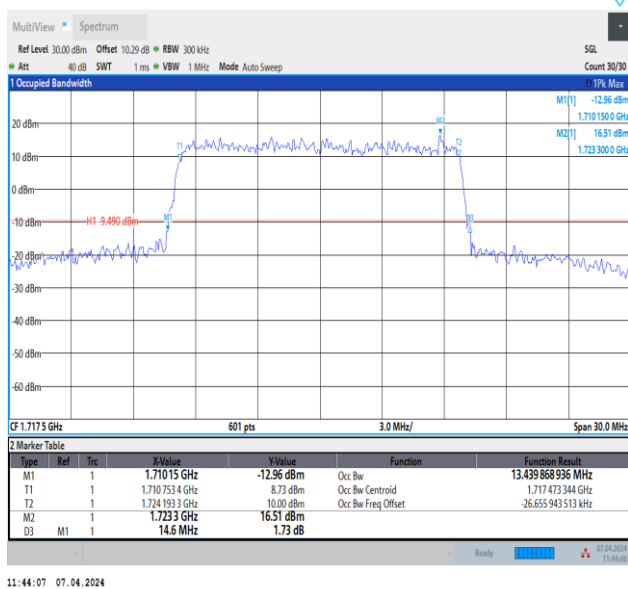 MultiView Spectrum
Ref Level 30.00 dBm Offset 10.29 dB RBW 300 kHz SGL
Att 40 dB SWT 1 ms VBW 1 MHz Mode Auto Sweep Count 30/30
1 Occupied Bandwidth 1Pk Max
M1[1] -12.96 dBm
1.710 150 0 GHz
M2[1] 16.51 dBm
1.723 300 0 GHz
20 dBm
M2
T1 T2
10 dBm
0 dBm
-10 dBm H1 -9.490 dBm M1 D3
-20 dBm
-30 dBm
-40 dBm
-50 dBm
-60 dBm
CF 1.7175 GHz 601 pts 3.0 MHz/ Span 30.0 MHz
2 Marker Table
Type Ref Trc X-Value Y-Value Function Function Result
M1 1 1.71015 GHz -12.96 dBm Occ Bw 13.439 868 936 MHz
T1 1 1.710 753 4 GHz 8.73 dBm Occ Bw Centroid 1.717 473 344 GHz
T2 1 1.724 193 3 GHz 10.00 dBm Occ Bw Freq Offset -26.655 943 513 kHz
M2 1 1.7233 GHz 16.51 dBm
D3 M1 1 14.6 MHz 1.73 dB
Ready 07.04.2024
11:44:06
11:44:07 07.04.2024